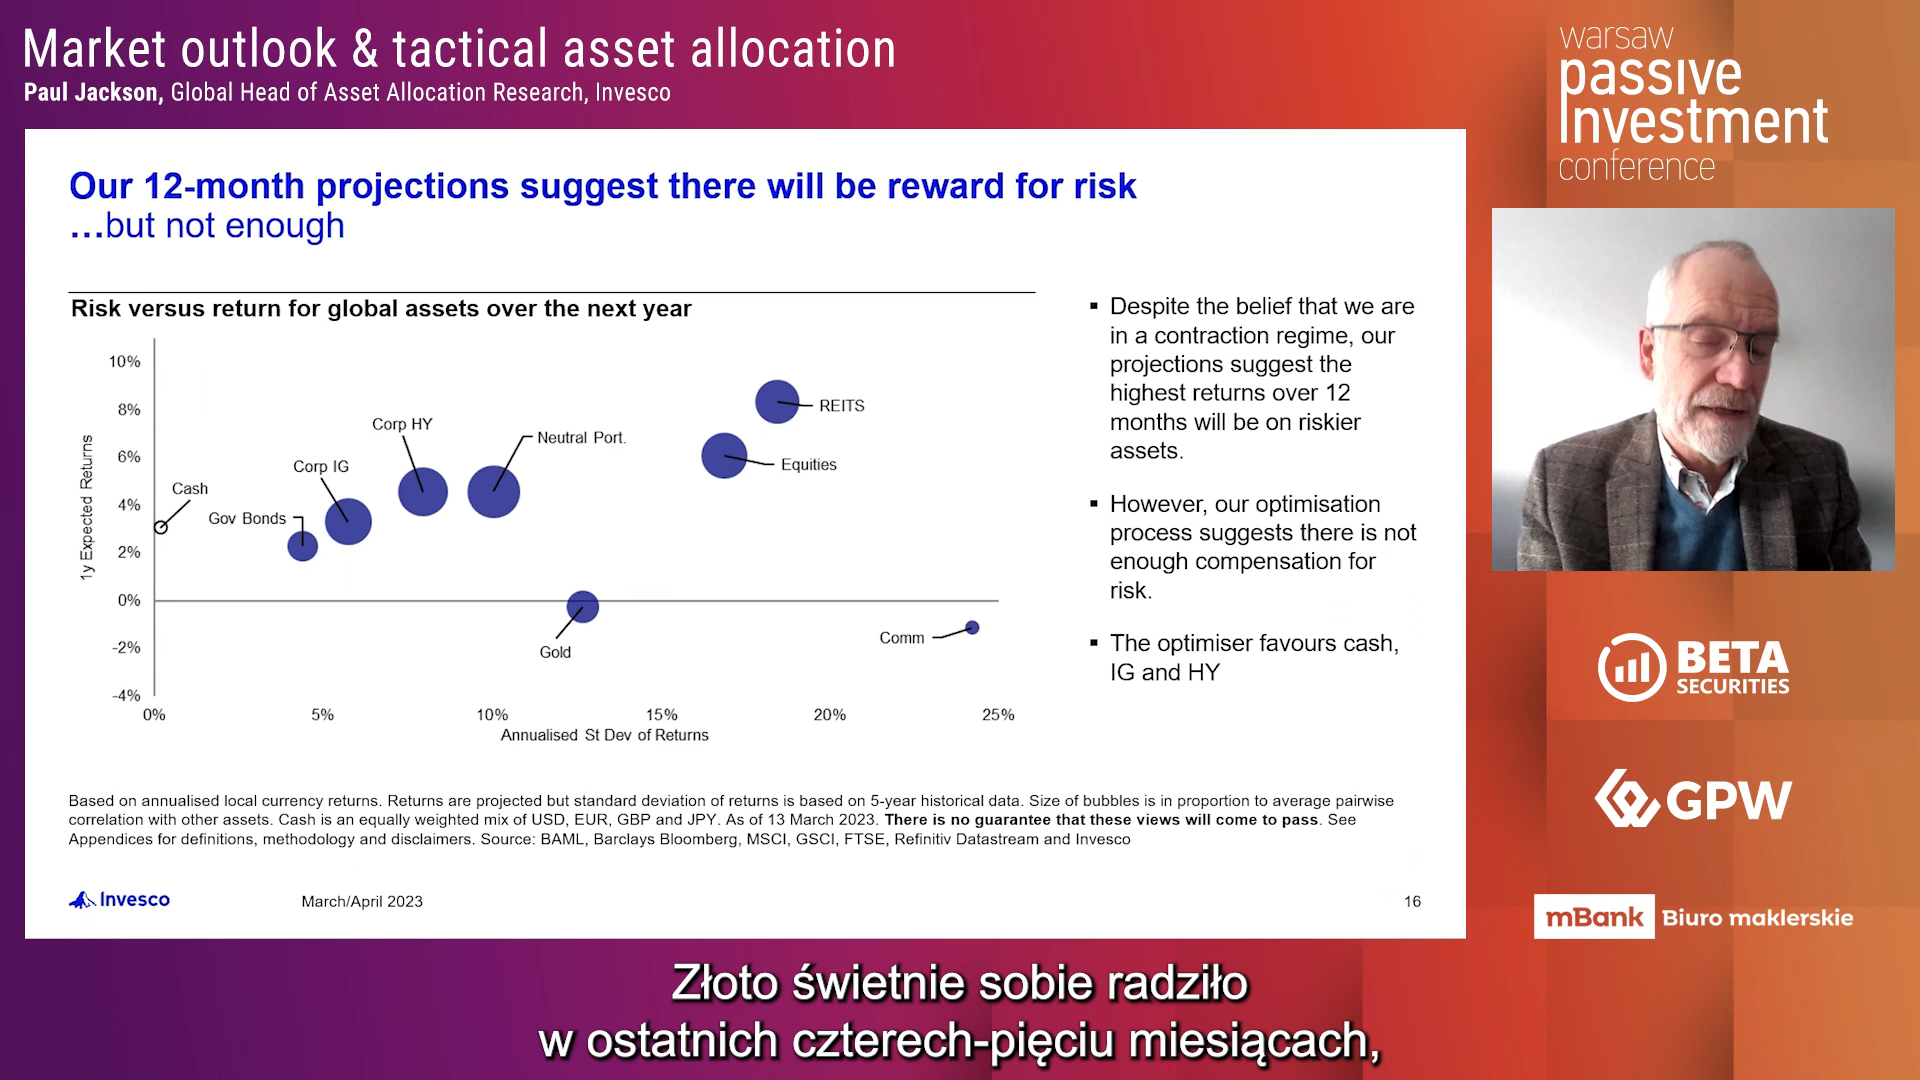 Market outlook & tactical asset allocation
Paul Jackson, Global Head of Asset Allocation Research, Invesco
warsaw
passive
Investment
conference
Our 12-month projections suggest there will be reward for risk
...but not enough
Risk versus return for global assets over the next year
10%
8%
6%
4%
2%
0%
-2%
-4%
1y Expected Returns
Cash
Gov Bonds
Corp IG
Corp HY
Neutral Port.
REITS
Equities
Gold
Comm
0%
5%
10%
15%
20%
25%
Annualised St Dev of Returns
▪ Despite the belief that we are
in a contraction regime, our
projections suggest the
highest returns over 12
months will be on riskier
assets.
▪ However, our optimisation
process suggests there is not
enough compensation for
risk.
▪ The optimiser favours cash,
IG and HY
Based on annualised local currency returns. Returns are projected but standard deviation of returns is based on 5-year historical data. Size of bubbles is in proportion to average pairwise
correlation with other assets. Cash is an equally weighted mix of USD, EUR, GBP and JPY. As of 13 March 2023. There is no guarantee that these views will come to pass. See
Appendices for definitions, methodology and disclaimers. Source: BAML, Barclays Bloomberg, MSCI, GSCI, FTSE, Refinitiv Datastream and Invesco
Invesco
March/April 2023
16
BETA
SECURITIES
GPW
mBank Biuro maklerskie
Złoto świetnie sobie radziło
w ostatnich czterech-pięciu miesiącach,